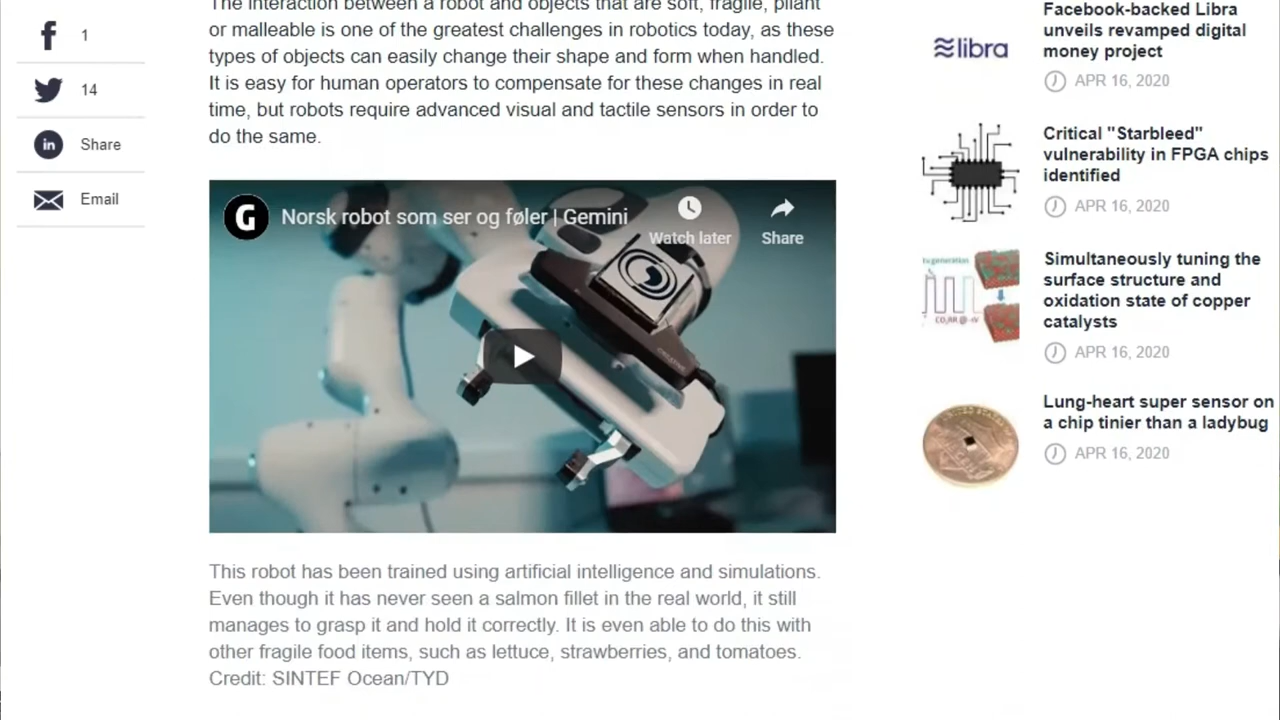 1
14
Share
Email
The interaction between a robot and objects that are soft, fragile, pliant
or malleable is one of the greatest challenges in robotics today, as these
types of objects can easily change their shape and form when handled.
It is easy for human operators to compensate for these changes in real
time, but robots require advanced visual and tactile sensors in order to
do the same.
G
Norsk robot som ser og føler | Gemini
Watch later
Share
This robot has been trained using artificial intelligence and simulations.
Even though it has never seen a salmon fillet in the real world, it still
manages to grasp it and hold it correctly. It is even able to do this with
other fragile food items, such as lettuce, strawberries, and tomatoes.
Credit: SINTEF Ocean/TYD
libra
Facebook-backed Libra
unveils revamped digital
money project
APR 16, 2020
Critical "Starbleed"
vulnerability in FPGA chips
identified
APR 16, 2020
Simultaneously tuning the
surface structure and
oxidation state of copper
catalysts
APR 16, 2020
Lung-heart super sensor on
a chip tinier than a ladybug
APR 16, 2020